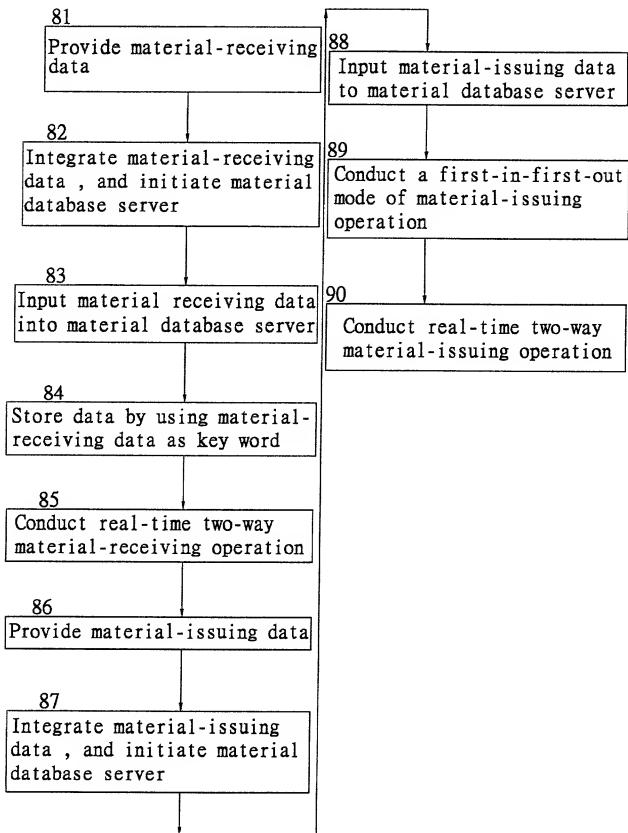 81
Provide material-receiving
data
82
Integrate material-receiving
data , and initiate material
database server
83
Input material receiving data
into material database server
84
Store data by using material-
receiving data as key word
85
Conduct real-time two-way
material-receiving operation
86
Provide material-issuing data
87
Integrate material-issuing
data , and initiate material
database server
88
Input material-issuing data
to material database server
89
Conduct a first-in-first-out
mode of material-issuing
operation
90
Conduct real-time two-way
material-issuing operation